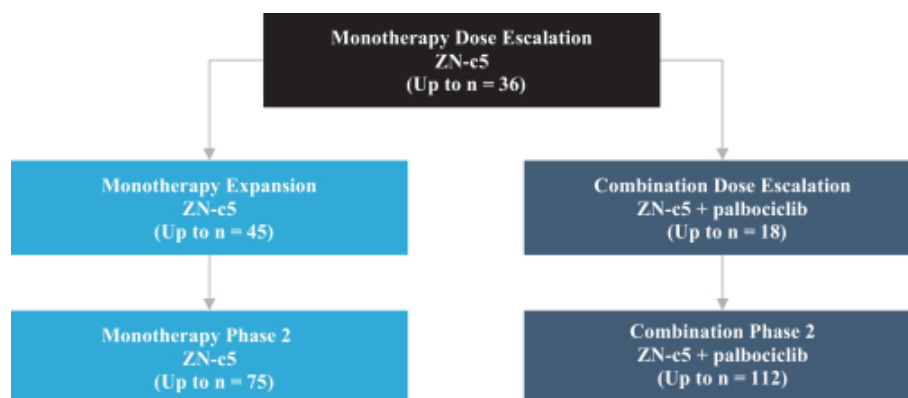 Monotherapy Dose Escalation
ZN-c5
(Up to n = 36)
Monotherapy Expansion
ZN-c5
(Up to n = 45)
Combination Dose Escalation
ZN-c5 + palbociclib
(Up to n = 18)
Monotherapy Phase 2
ZN-c5
(Up to n = 75)
Combination Phase 2
ZN-c5 + palbociclib
(Up to n = 112)